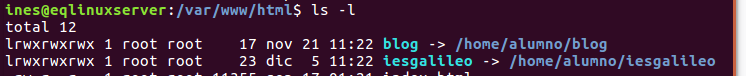 ines@eqlinuxserver:/var/www/html$ ls -l
total 12
lrwxrwxrwx 1 root root    17 nov 21 11:22 blog -> /home/alumno/blog
lrwxrwxrwx 1 root root    23 dic  5 11:22 iesgalileo -> /home/alumno/iesgalileo